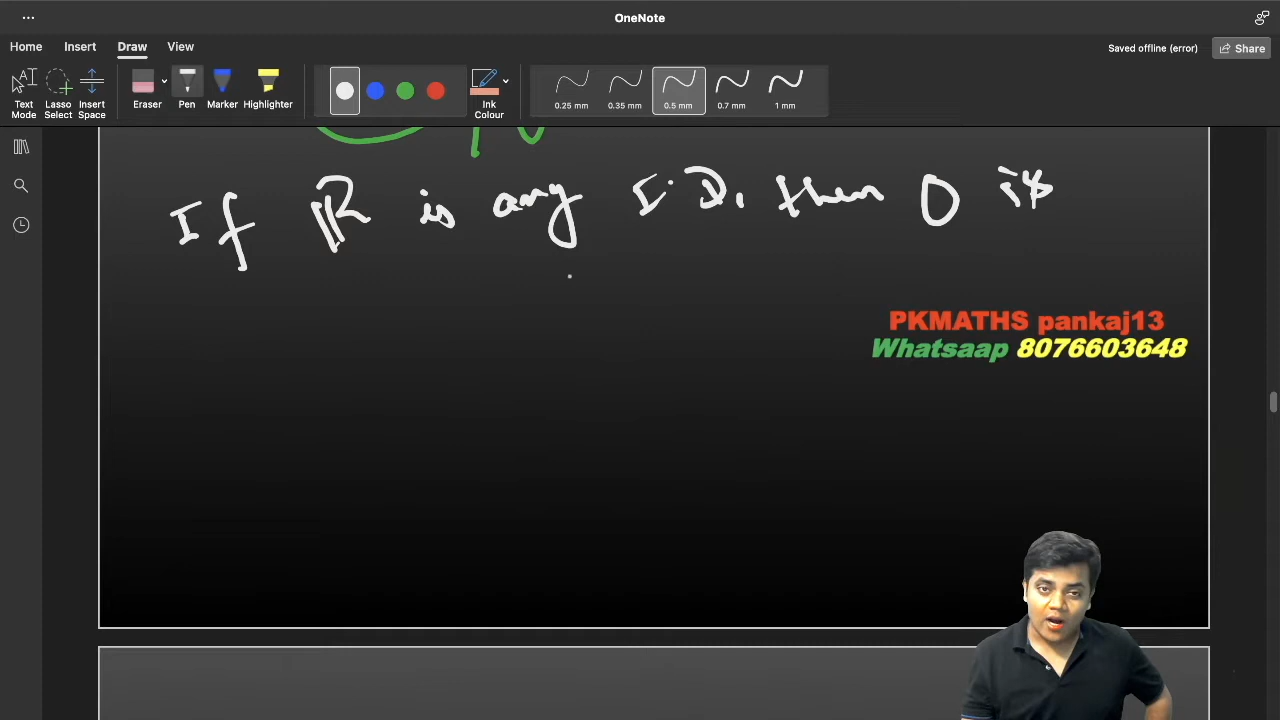 OneNote
Home Insert Draw View
Saved offline (error) Share
Text Mode Lasso Select Insert Space Eraser Pen Marker Highlighter Ink Colour 0.25 mm 0.35 mm 0.5 mm 0.7 mm 1 mm
If R is any I.D. then 0 is
PKMATHS pankaj13
Whatsaap 8076603648